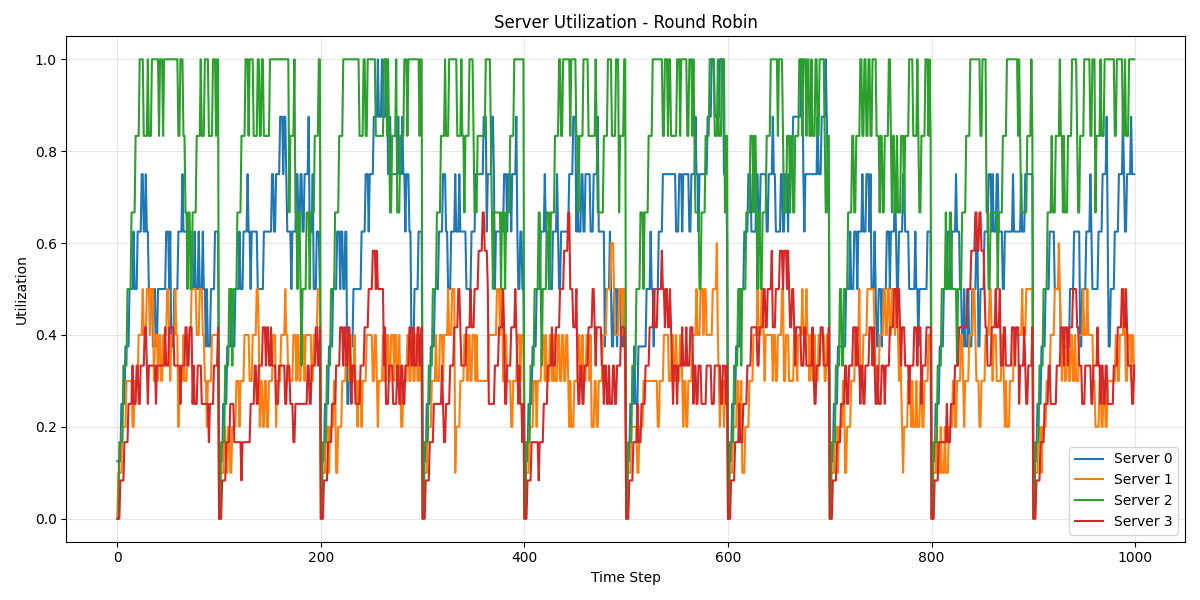 Server Utilization - Round Robin
Utilization
1.0
0.8
0.6
0.4
0.2
0.0
0
200
400
600
800
1000
Time Step
Server 0
Server 1
Server 2
Server 3